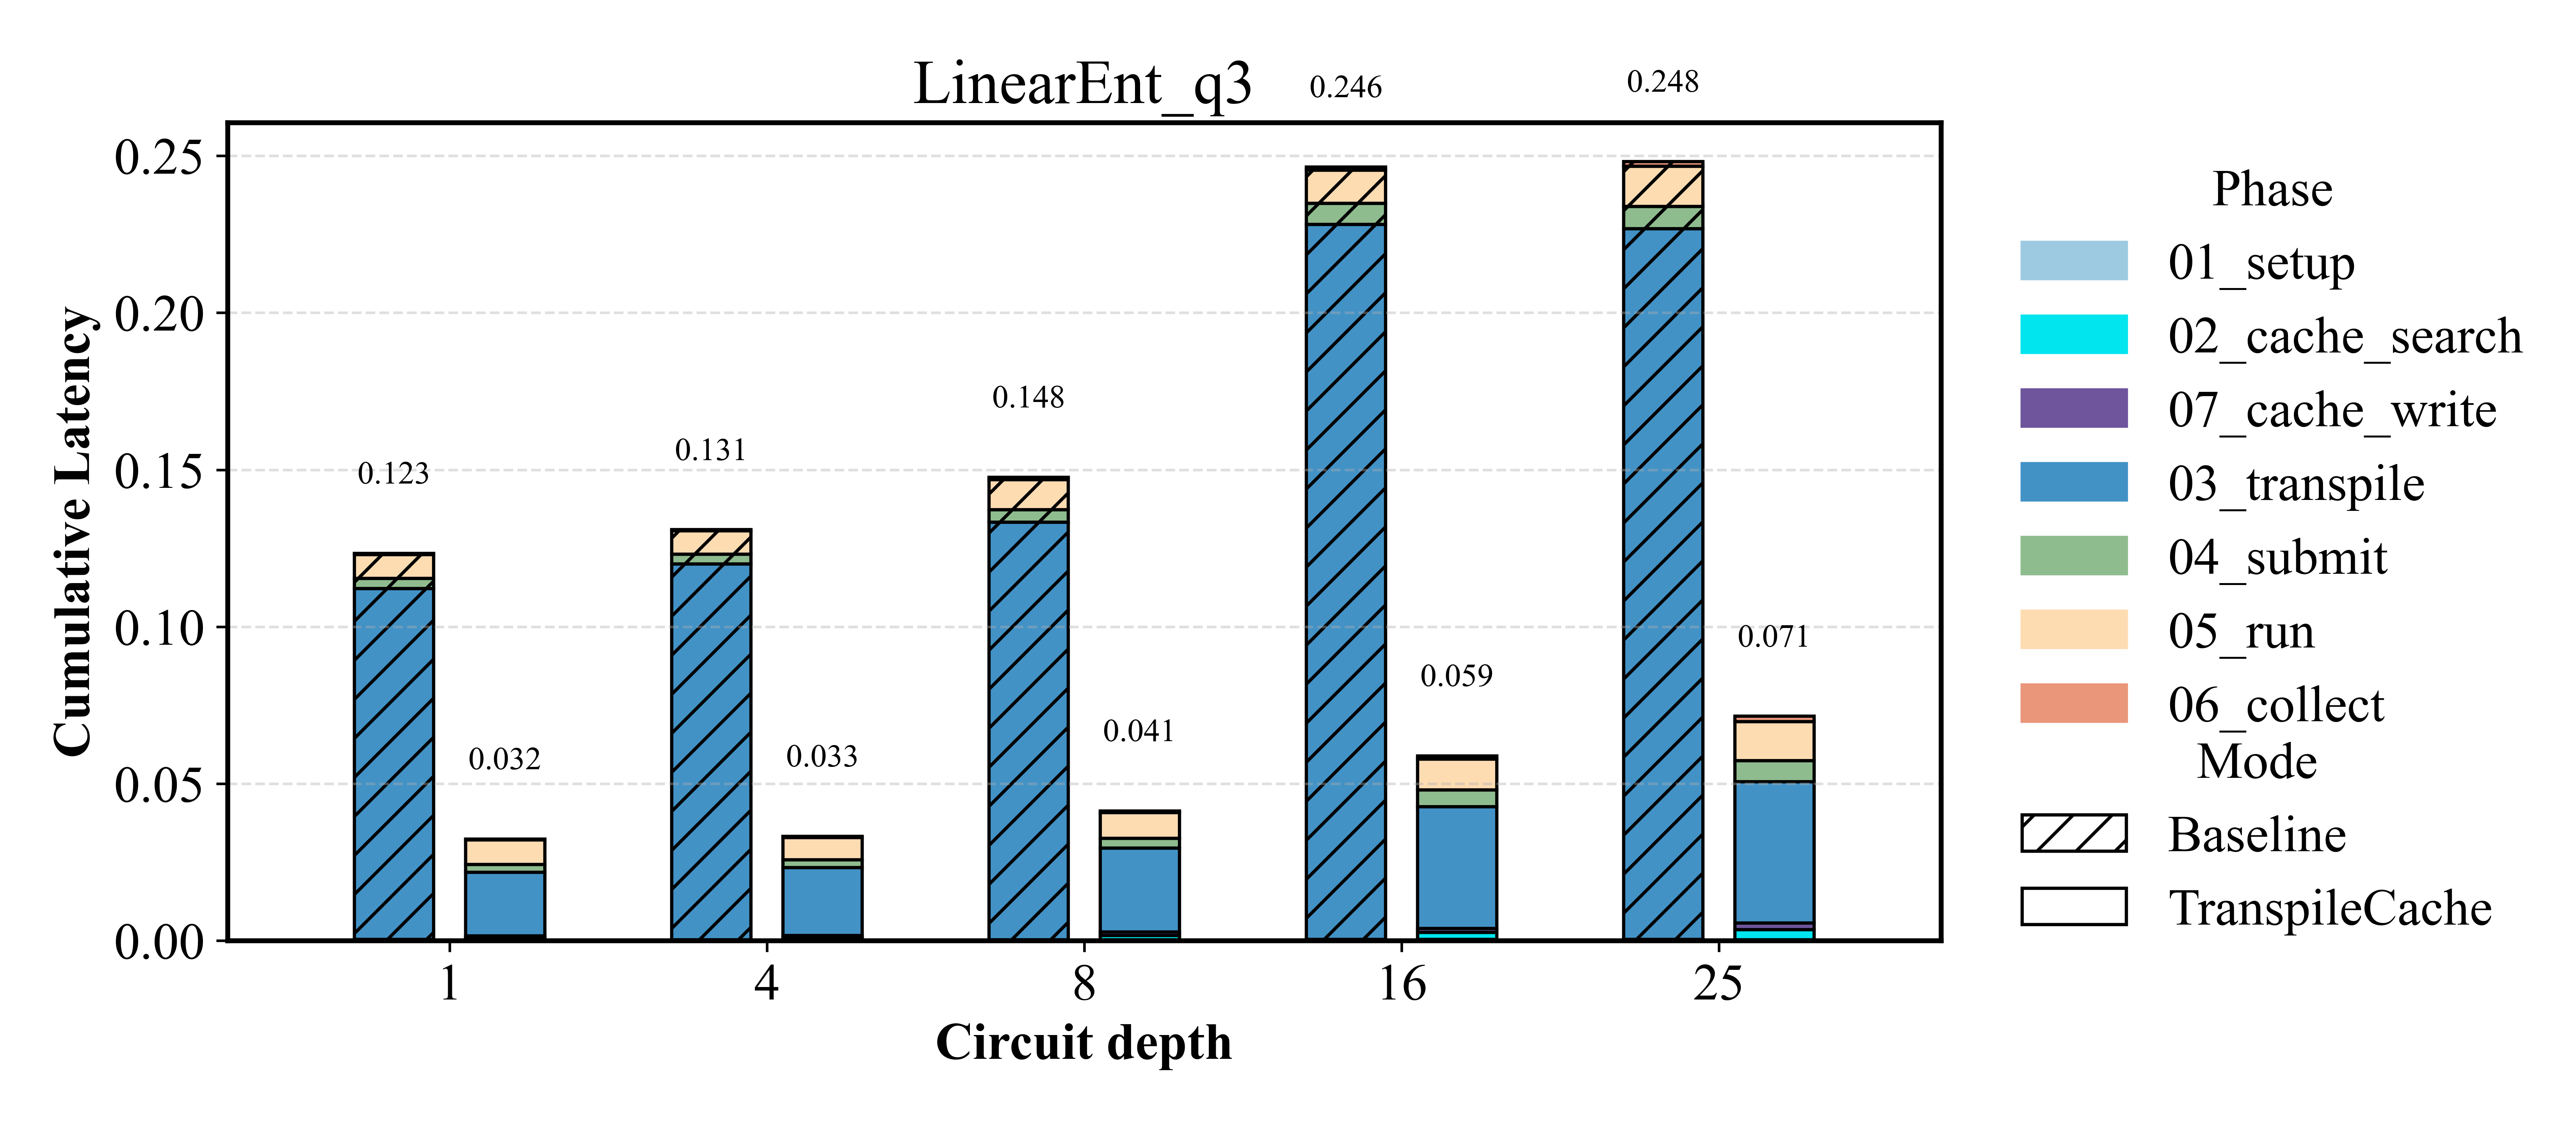 LinearEnt_q3
Cumulative Latency
0.25
0.20
0.15
0.10
0.05
0.00
0.123
0.032
0.131
0.033
0.148
0.041
0.246
0.059
0.248
0.071
1
4
8
16
25
Circuit depth
Phase
01_setup
02_cache_search
07_cache_write
03_transpile
04_submit
05_run
06_collect
Mode
Baseline
TranspileCache